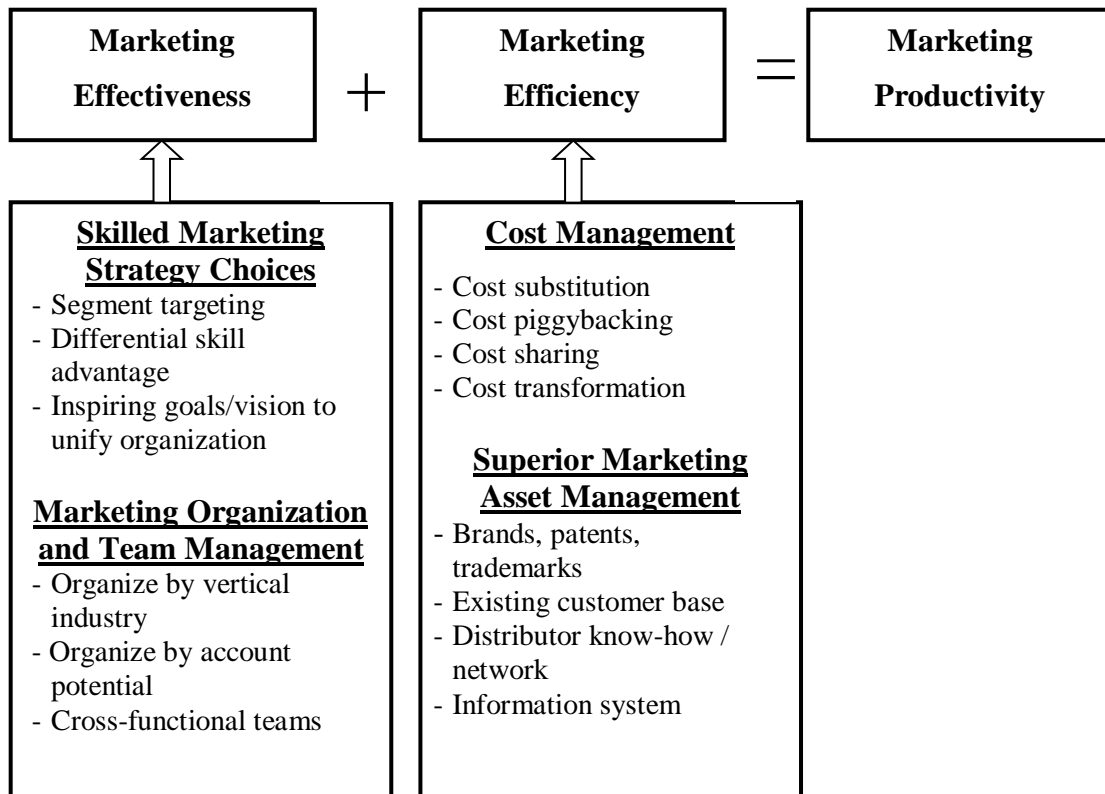 Marketing
Effectiveness
+
Marketing
Efficiency
=
Marketing
Productivity
Skilled Marketing
Strategy Choices
- Segment targeting
- Differential skill
advantage
- Inspiring goals/vision to
unify organization
Marketing Organization
and Team Management
- Organize by vertical
industry
- Organize by account
potential
- Cross-functional teams
Cost Management
- Cost substitution
- Cost piggybacking
- Cost sharing
- Cost transformation
Superior Marketing
Asset Management
- Brands, patents,
trademarks
- Existing customer base
- Distributor know-how /
network
- Information system